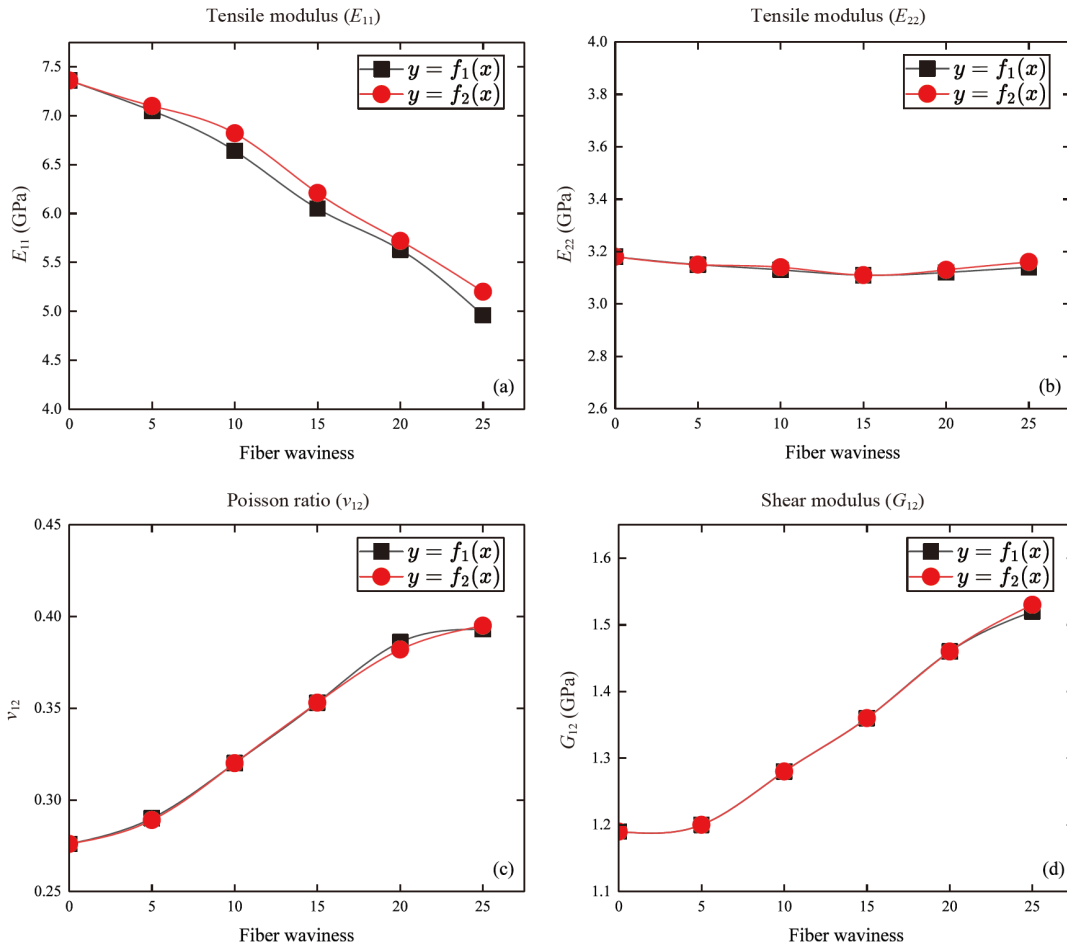 Tensile modulus (E₁₁)
y = f₁(x)
y = f₂(x)
7.5
7.0
6.5
6.0
5.5
5.0
4.5
4.0
E₁₁ (GPa)
(a)
0 5 10 15 20 25
Fiber waviness
Tensile modulus (E₂₂)
y = f₁(x)
y = f₂(x)
4.0
3.8
3.6
3.4
3.2
3.0
2.8
2.6
E₂₂ (GPa)
(b)
0 5 10 15 20 25
Fiber waviness
Poisson ratio (v₁₂)
y = f₁(x)
y = f₂(x)
0.45
0.40
0.35
0.30
0.25
v₁₂
(c)
0 5 10 15 20 25
Fiber waviness
Shear modulus (G₁₂)
y = f₁(x)
y = f₂(x)
1.6
1.5
1.4
1.3
1.2
1.1
G₁₂ (GPa)
(d)
0 5 10 15 20 25
Fiber waviness